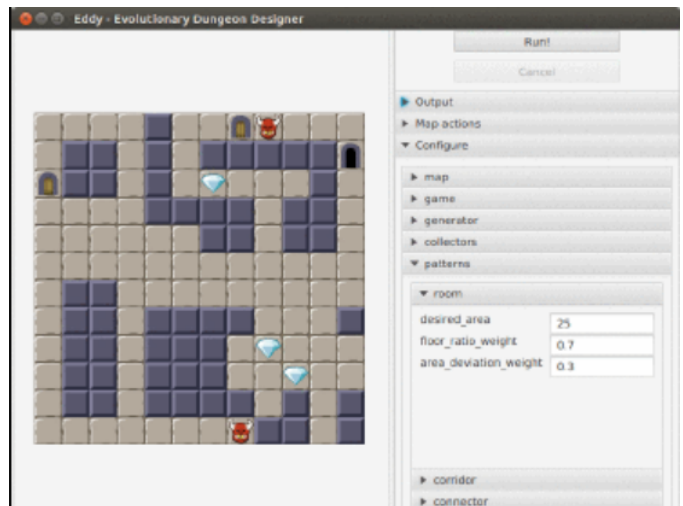 Eddy - Evolutionary Dungeon Designer
Run!
Cancel
Output
Map actions
Configure
map
game
generator
collectors
patterns
room
desired_area 25
floor_ratio_weight 0.7
area_deviation_weight 0.3
corridor
connector